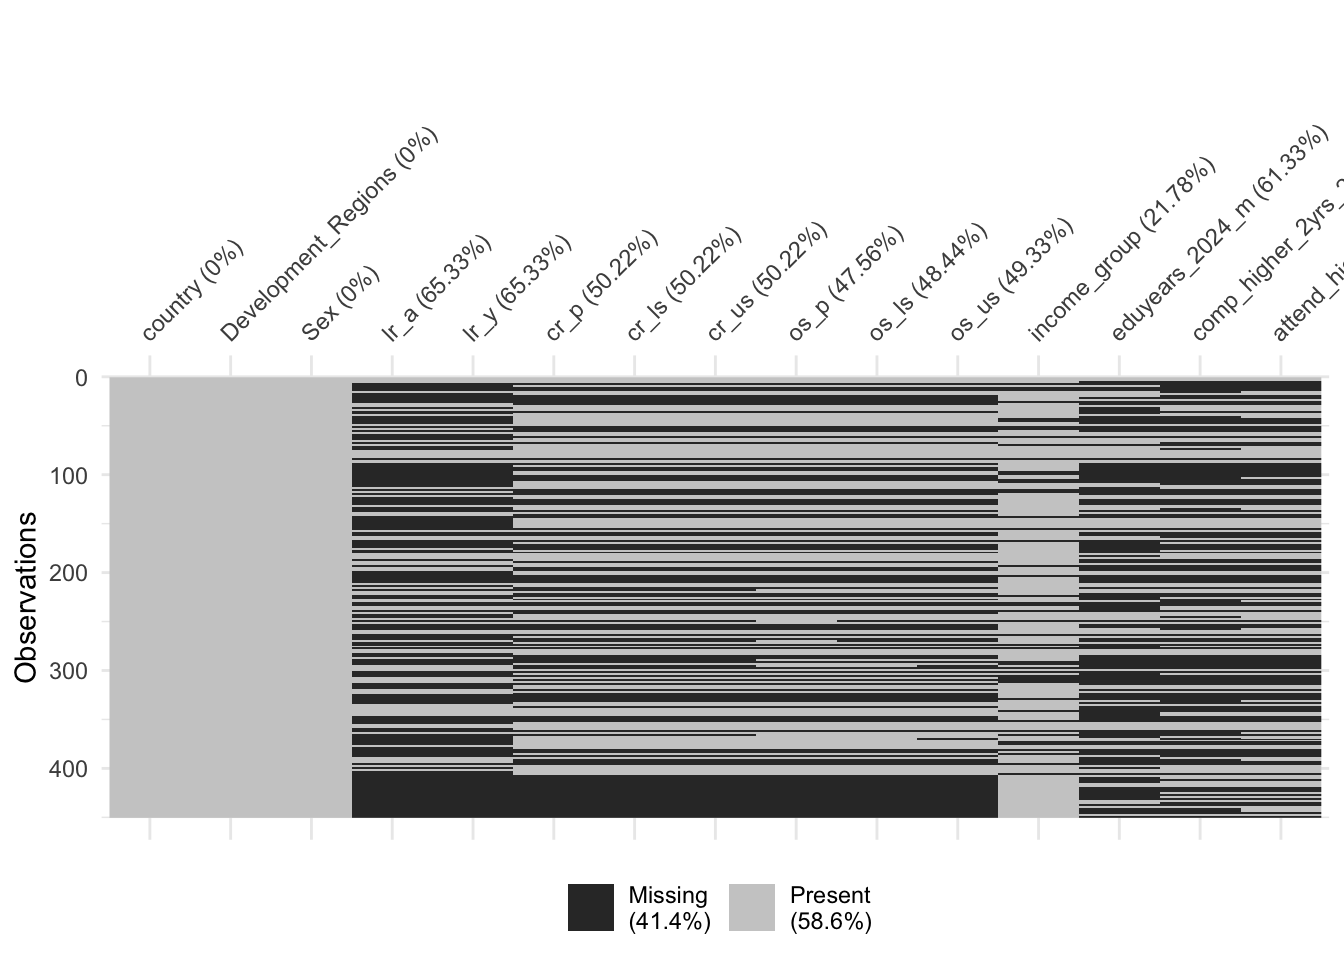 country (0%)
Development_Regions (0%)
Sex (0%)
lr_a (65.33%)
lr_y (65.33%)
cr_p (50.22%)
cr_ls (50.22%)
cr_us (50.22%)
os_p (47.56%)
os_ls (48.44%)
os_us (49.33%)
income_group (21.78%)
eduyears_2024_m (61.33%)
comp_higher_2yrs_
attend_hi
0
100
200
300
400
Observations
Missing
(41.4%)
Present
(58.6%)